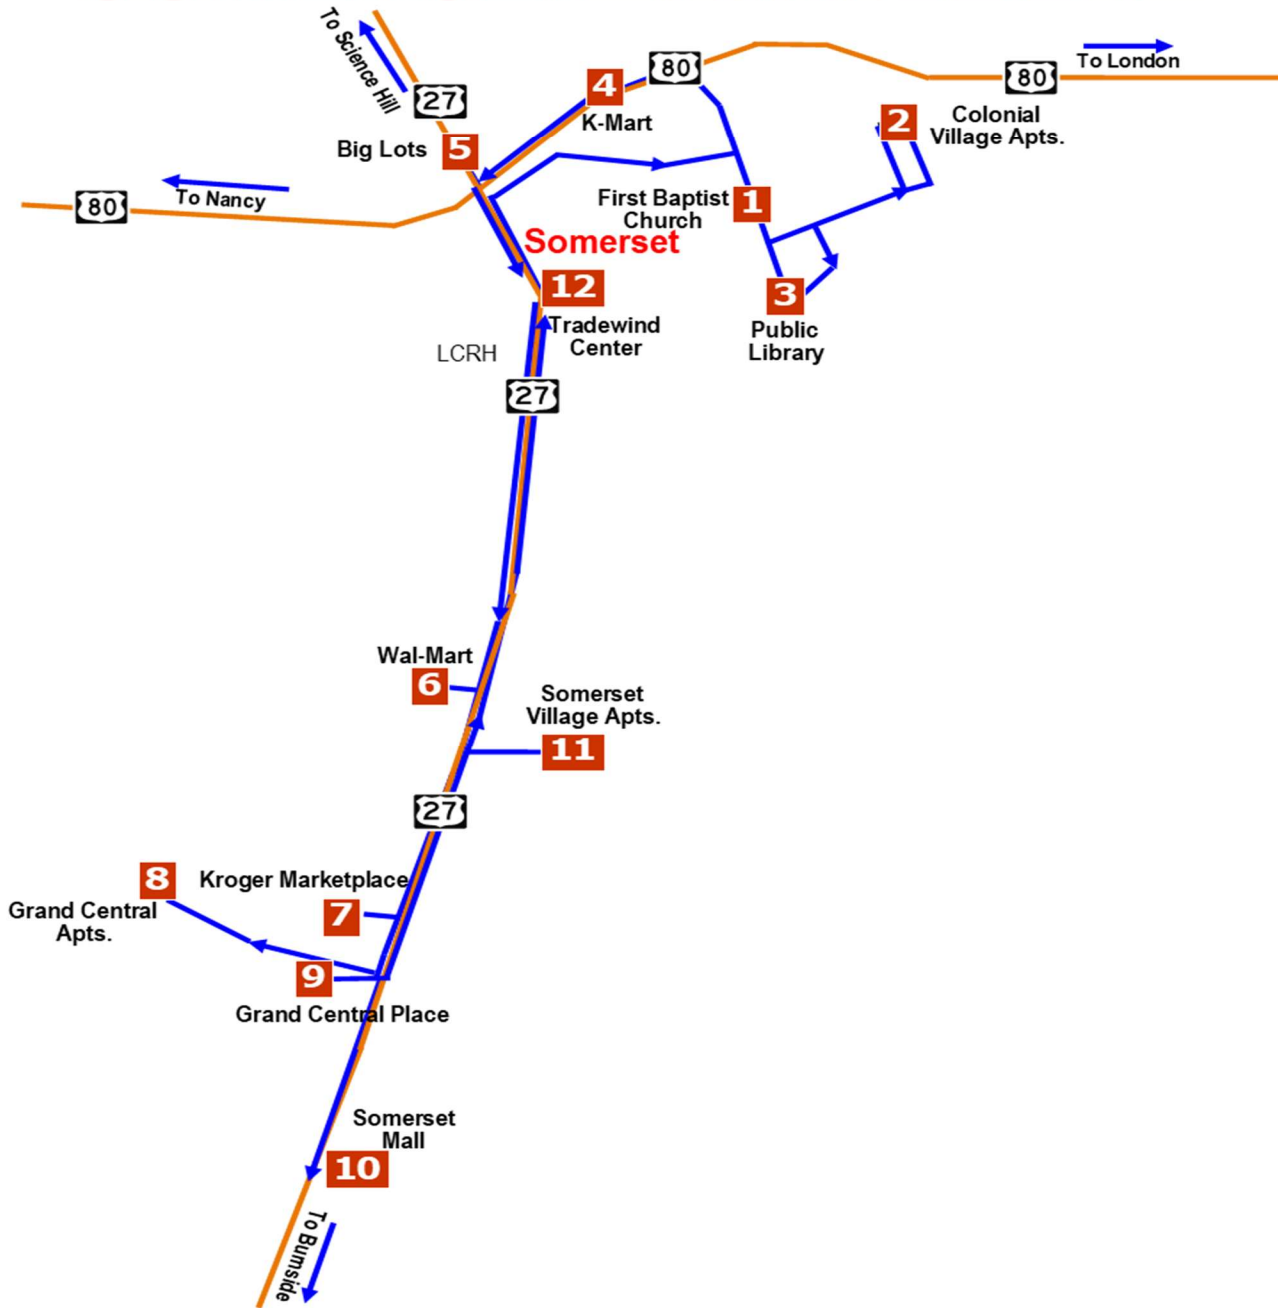 To Science Hill
27
4
K-Mart
80
To London
80
Big Lots
5
2
Colonial
Village Apts.
To Nancy
80
First Baptist
Church
1
Somerset
12
Tradewind
Center
3
Public
Library
LCRH
27
Wal-Mart
6
Somerset
Village Apts.
11
27
8
Grand Central
Apts.
Kroger Marketplace
7
9
Grand Central Place
Somerset
Mall
10
To Burnside